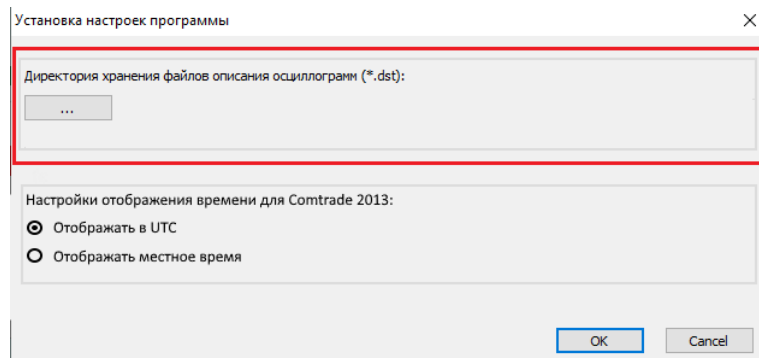 Установка настроек программы
Директория хранения файлов описания осциллограмм (*.dst):
...
Настройки отображения времени для Comtrade 2013:
Отображать в UTC
Отображать местное время
OK Cancel